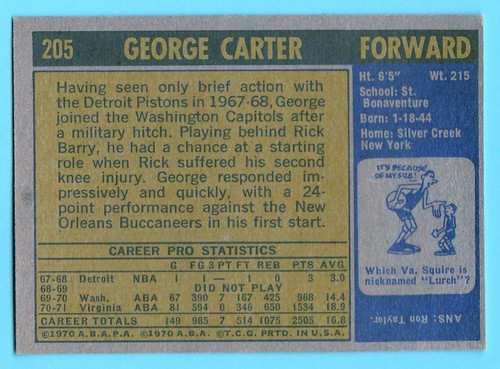 205 GEORGE CARTER FORWARD
Having seen only brief action with
the Detroit Pistons in 1967-68, George
joined the Washington Capitols after
a military hitch. Playing behind Rick
Barry, he had a chance at a starting
role when Rick suffered his second
knee injury. George responded im-
pressively and quickly, with a 24-
point performance against the New
Orleans Buccaneers in his first start.
Ht. 6'5" Wt. 215
School: St.
Bonaventure
Born: 1-18-44
Home: Silver Creek
New York
IT'S BECAUSE
OF MY SIZE!
Which Va. Squire is
nicknamed "Lurch"?
ANS: Ron Taylor.
CAREER PRO STATISTICS
G FG 3 PT FT REB PTS AVG
67-68 Detroit NBA 1 1 1 0 3 3.0
68-69 DID NOT PLAY
69-70 Wash. ABA 67 390 7 167 425 968 14.4
70-71 Virginia ABA 81 594 0 346 650 1534 18.9
CAREER TOTALS 149 985 7 514 1075 2505 16.8
©1970 A.B.A.P.A. ©1970 A.B.A. ©T.C.G. PRTD. IN U.S.A.